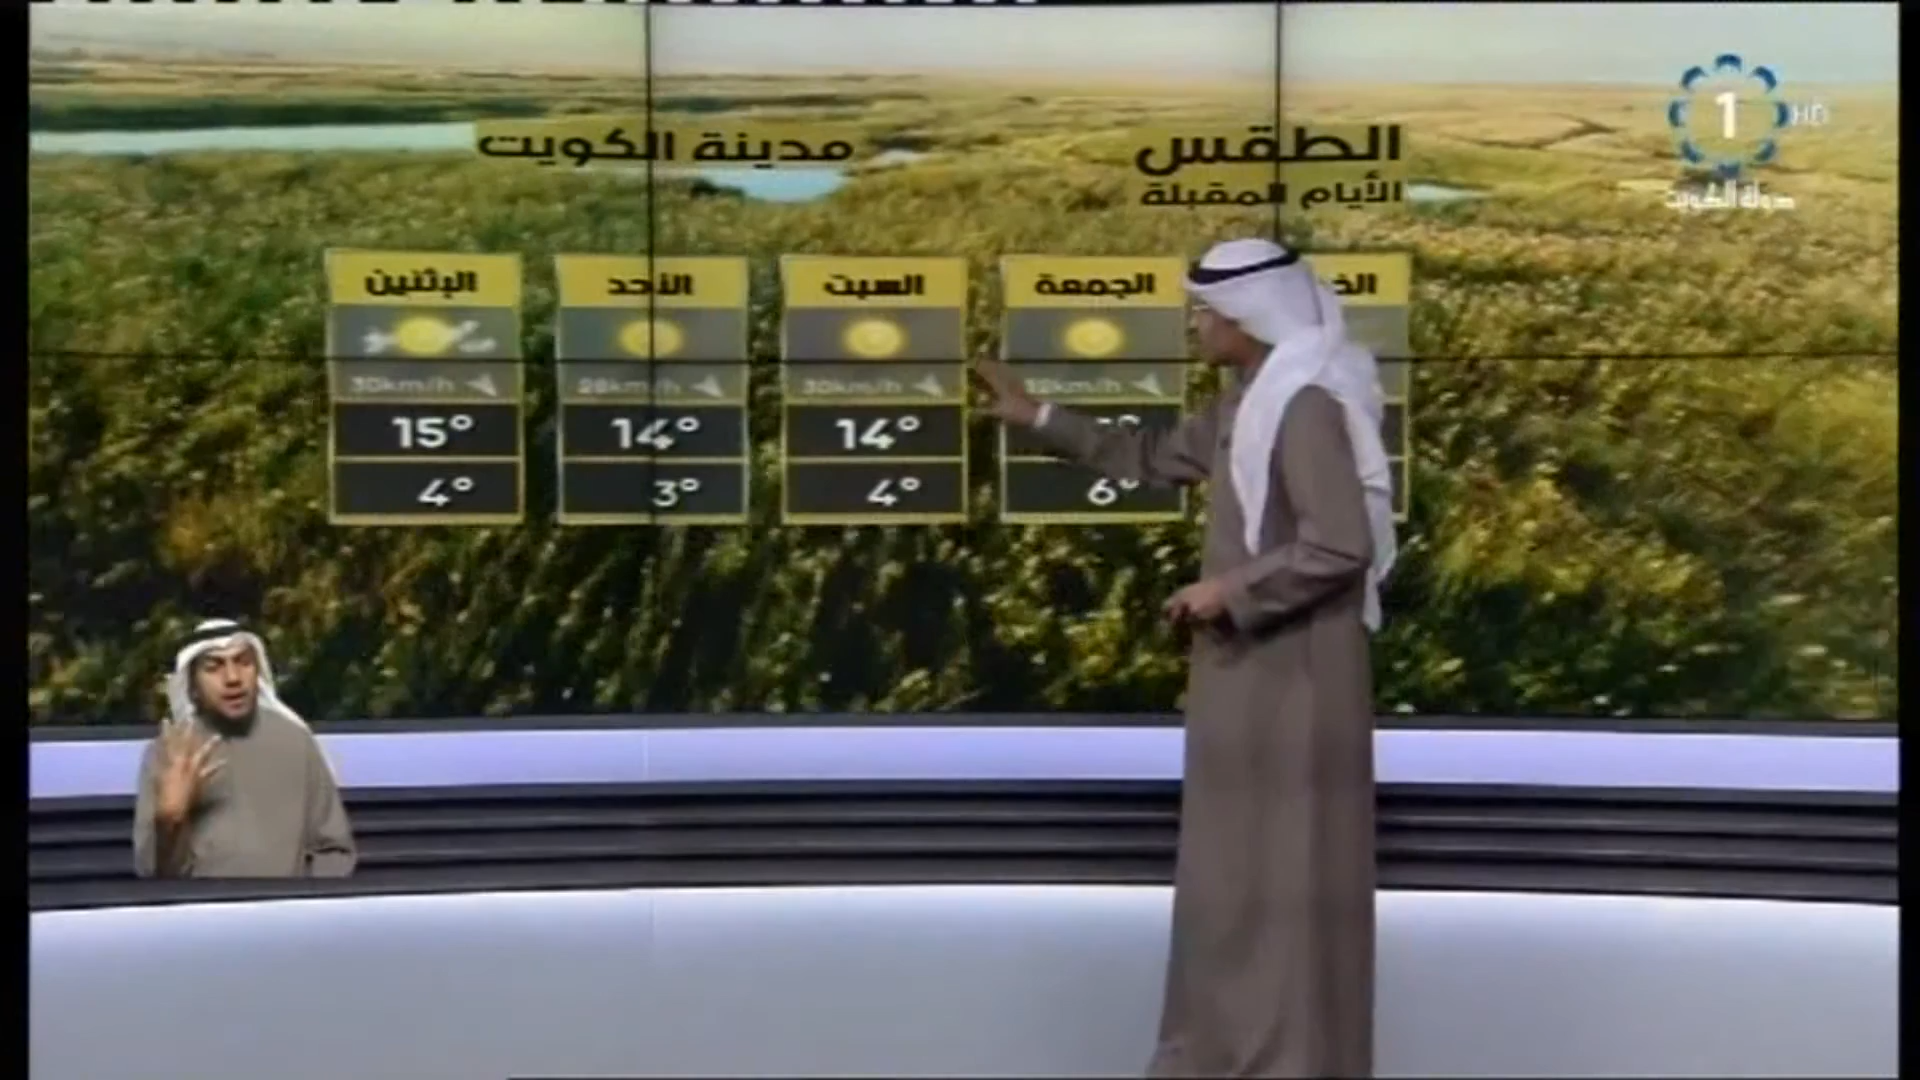 1 HD
دولة الكويت
الطقس
الأيام المقبلة
مدينة الكويت
الجمعة
السبت
الأحد
الإثنين
30km/h
28km/h
30km/h
14°
14°
15°
6°
4°
3°
4°